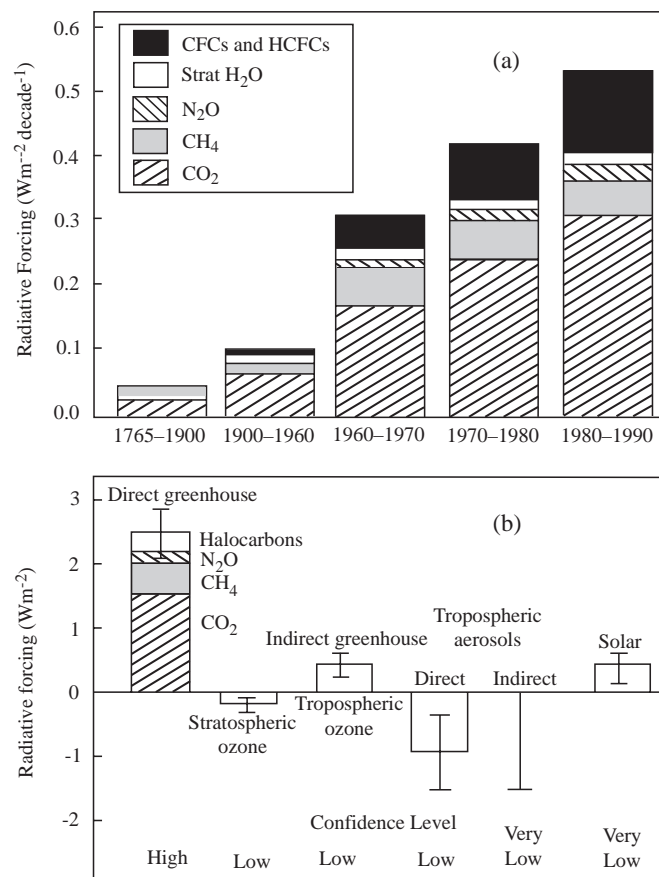 0.6
0.5
0.4
0.3
0.2
0.1
0.0
Radiative Forcing (Wm⁻² decade⁻¹)
(a)
CFCs and HCFCs
Strat H₂O
N₂O
CH₄
CO₂
1765–1900 1900–1960 1960–1970 1970–1980 1980–1990
3
2
1
0
-1
-2
Radiative forcing (Wm⁻²)
(b)
Direct greenhouse
Halocarbons
N₂O
CH₄
CO₂
Stratospheric
ozone
Indirect greenhouse
Tropospheric
ozone
Tropospheric
aerosols
Direct Indirect
Solar
Confidence Level
High
Low
Low
Low
Very
Low
Very
Low